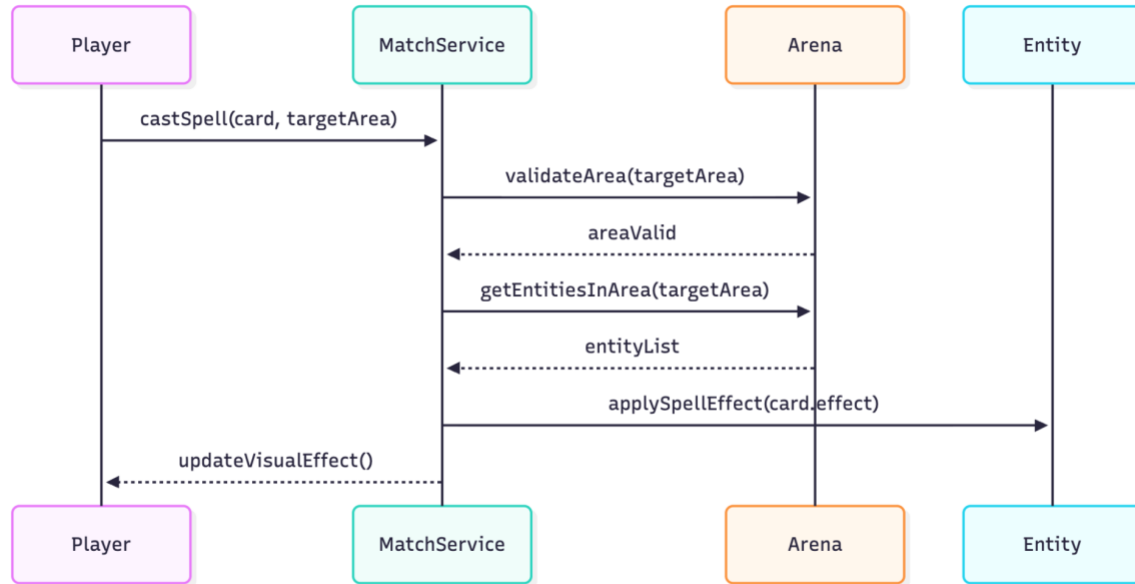 Player
MatchService
Arena
Entity
castSpell(card, targetArea)
validateArea(targetArea)
areaValid
getEntitiesInArea(targetArea)
entityList
applySpellEffect(card.effect)
updateVisualEffect()
Player
MatchService
Arena
Entity